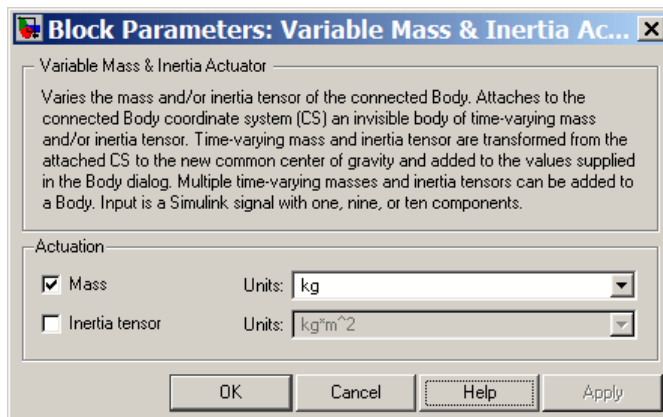 Block Parameters: Variable Mass & Inertia Ac...
Variable Mass & Inertia Actuator
Varies the mass and/or inertia tensor of the connected Body. Attaches to the
connected Body coordinate system (CS) an invisible body of time-varying mass
and/or inertia tensor. Time-varying mass and inertia tensor are transformed from the
attached CS to the new common center of gravity and added to the values supplied
in the Body dialog. Multiple time-varying masses and inertia tensors can be added to
a Body. Input is a Simulink signal with one, nine, or ten components.
Actuation
Mass Units: kg
Inertia tensor Units: kg*m^2
OK Cancel Help Apply